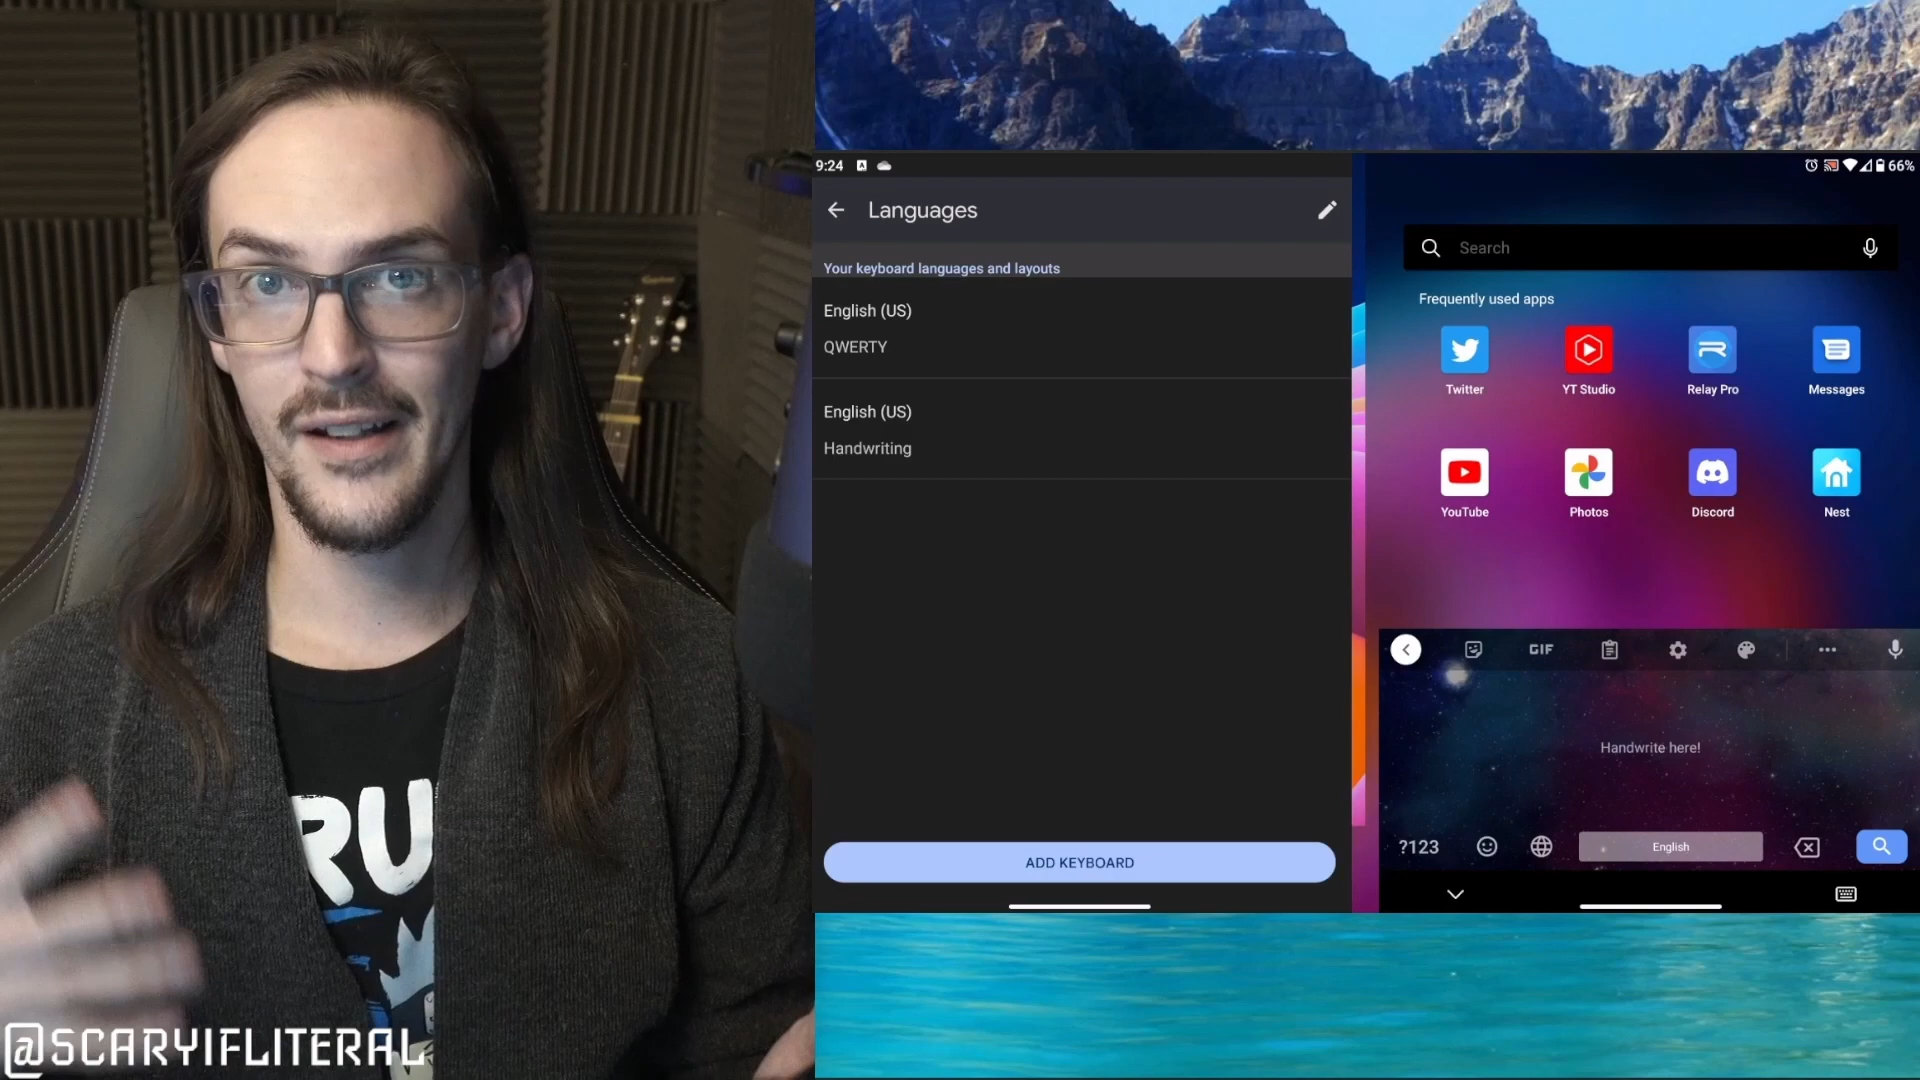 RU
@SCARYIFLITERAL
9:24
66%
Languages
Your keyboard languages and layouts
English (US)
QWERTY
English (US)
Handwriting
ADD KEYBOARD
Search
Frequently used apps
Twitter YT Studio Relay Pro Messages
YouTube Photos Discord Nest
GIF
Handwrite here!
?123 English